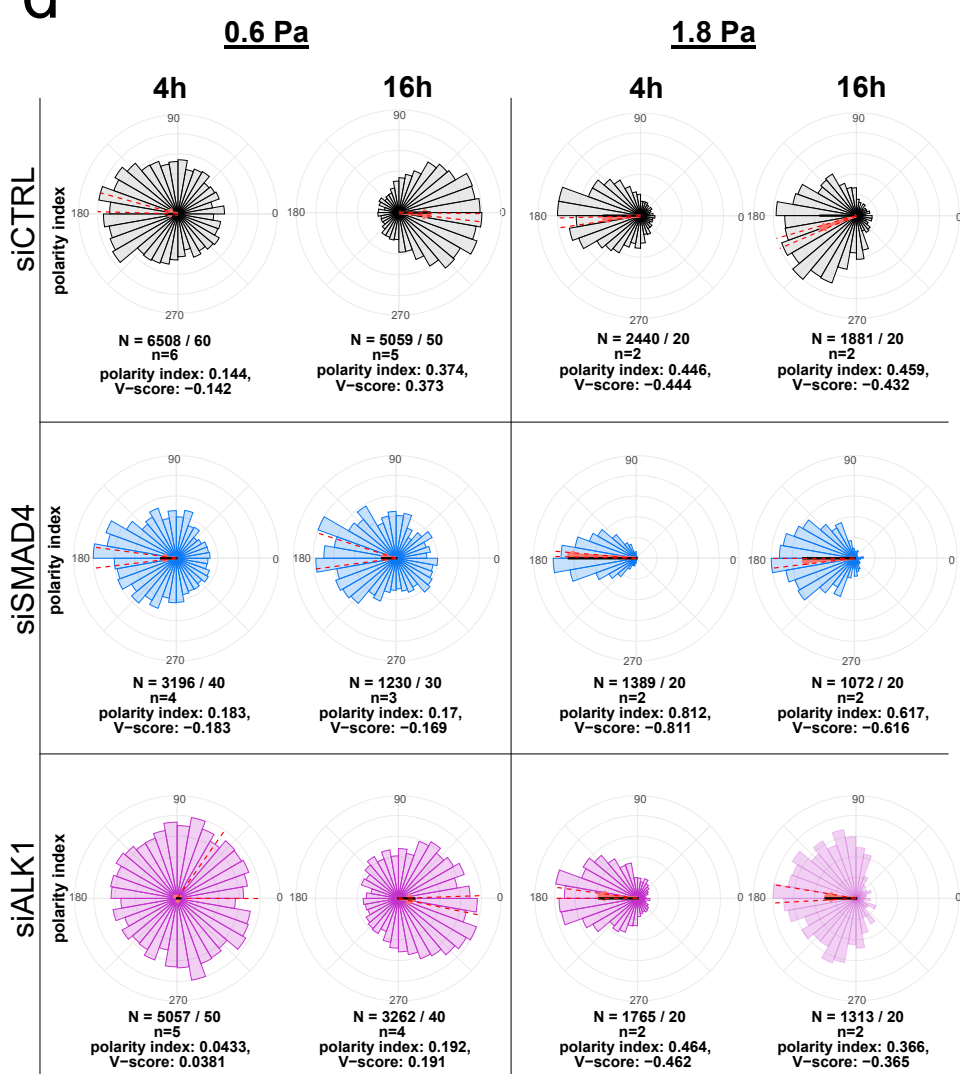 d
0.6 Pa 1.8 Pa
4h 16h 4h 16h
siCTRL
polarity index
90 90 90 90
180 0 180 0 180 0 180 0
270 270 270 270
N = 6508 / 60 N = 5059 / 50 N = 2440 / 20 N = 1881 / 20
n=6 n=5 n=2 n=2
polarity index: 0.144, polarity index: 0.374, polarity index: 0.446, polarity index: 0.459,
V−score: −0.142 V−score: 0.373 V−score: −0.444 V−score: −0.432
siSMAD4
polarity index
90 90 90 90
180 0 180 0 180 0 180 0
270 270 270 270
N = 3196 / 40 N = 1230 / 30 N = 1389 / 20 N = 1072 / 20
n=4 n=3 n=2 n=2
polarity index: 0.183, polarity index: 0.17, polarity index: 0.812, polarity index: 0.617,
V−score: −0.183 V−score: −0.169 V−score: −0.811 V−score: −0.616
siALK1
polarity index
90 90 90 90
180 0 180 0 180 0 180 0
270 270 270 270
N = 5057 / 50 N = 3262 / 40 N = 1765 / 20 N = 1313 / 20
n=5 n=4 n=2 n=2
polarity index: 0.0433, polarity index: 0.192, polarity index: 0.464, polarity index: 0.366,
V−score: 0.0381 V−score: 0.191 V−score: −0.462 V−score: −0.365